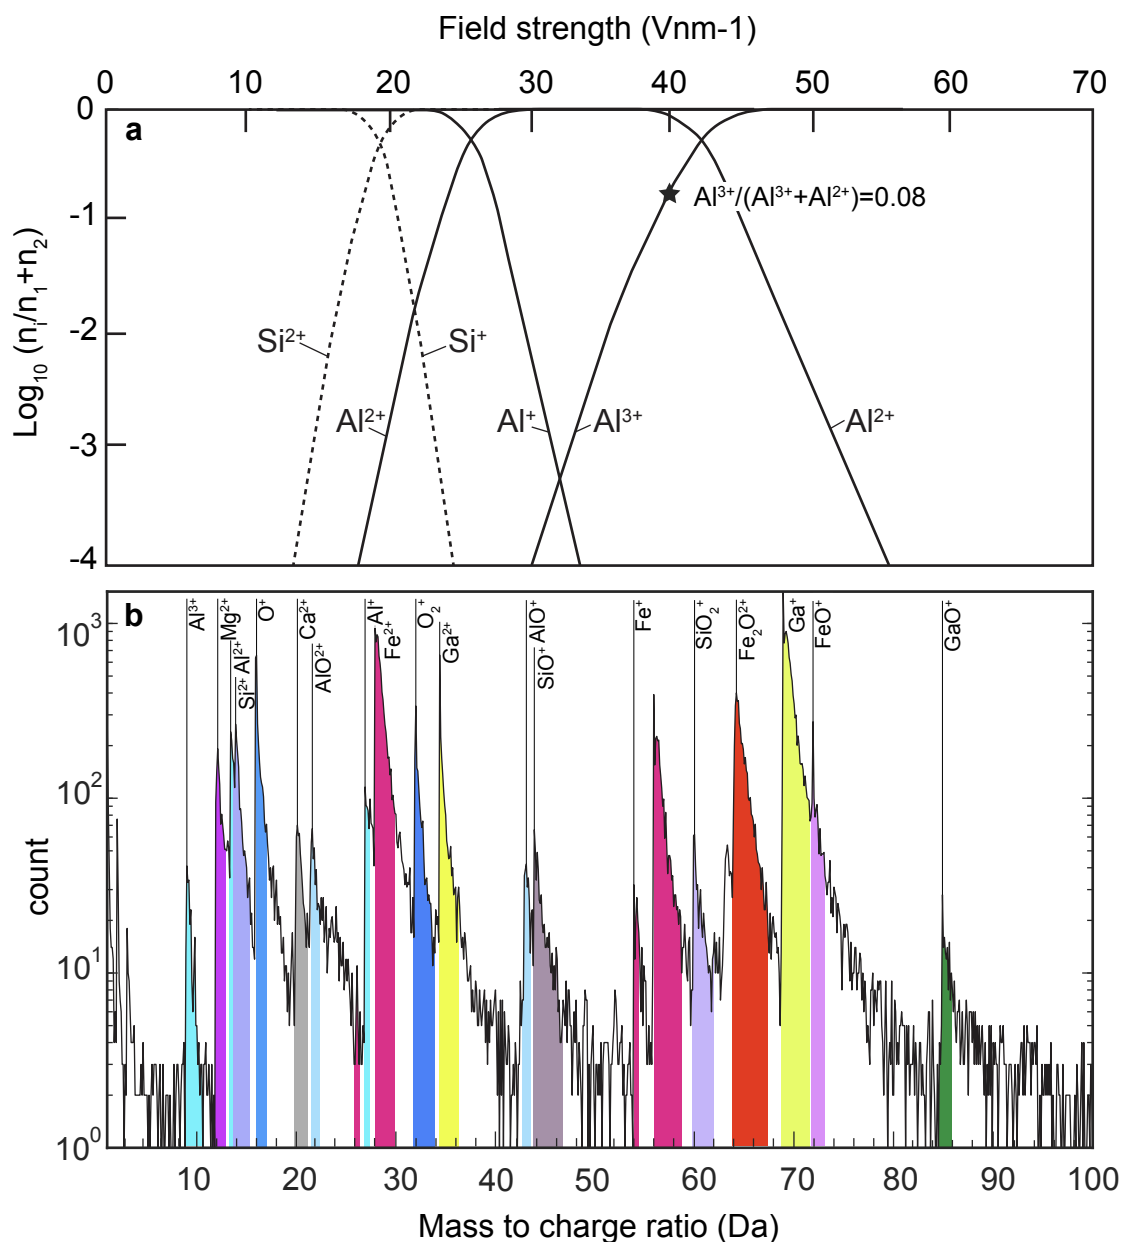 Field strength (Vnm-1)
0 10 20 30 40 50 60 70
0
a
Al³⁺/(Al³⁺+Al²⁺)=0.08
-1
-2
-3
-4
Log₁₀ (nᵢ/n₁+n₂)
Si²⁺
Si⁺
Al²⁺
Al⁺
Al³⁺
Al²⁺
b
Al³⁺
Mg²⁺
Si²⁺ Al²⁺
O⁺
Ca²⁺
AlO²⁺
Al⁺
Fe²⁺
O₂⁺
Ga²⁺
SiO⁺ AlO⁺
Fe⁺
SiO₂⁺
Fe₂O²⁺
Ga⁺
FeO⁺
GaO⁺
10³
10²
10¹
10⁰
count
10 20 30 40 50 60 70 80 90 100
Mass to charge ratio (Da)